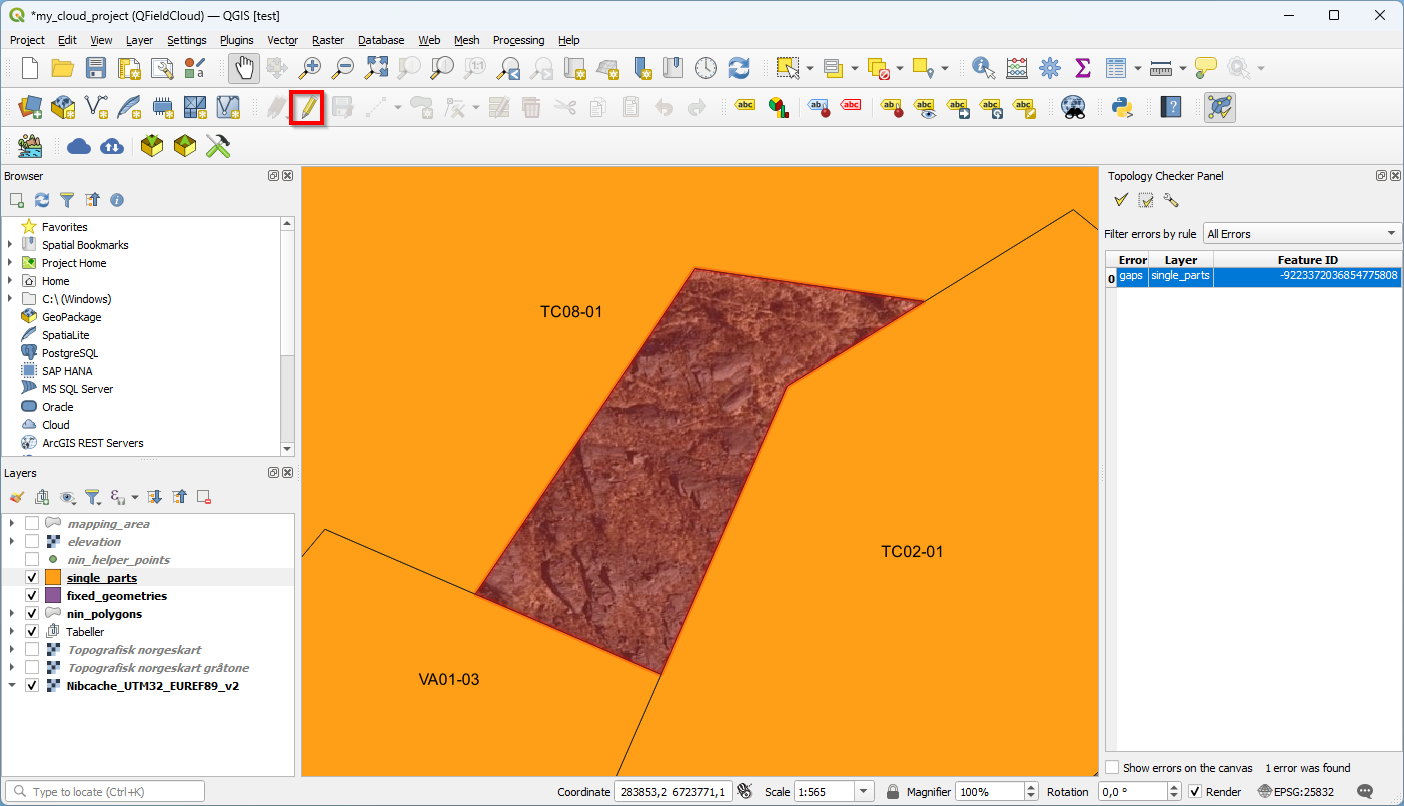 *my_cloud_project (QFieldCloud) — QGIS [test]
Project Edit View Layer Settings Plugins Vector Raster Database Web Mesh Processing Help
Browser
Favorites
Spatial Bookmarks
Project Home
Home
C:\ (Windows)
GeoPackage
SpatiaLite
PostgreSQL
SAP HANA
MS SQL Server
Oracle
Cloud
ArcGIS REST Servers
Layers
mapping_area
elevation
nin_helper_points
single_parts
fixed_geometries
nin_polygons
Tabeller
Topografisk norgeskart
Topografisk norgeskart gråtone
Nibcache_UTM32_EUREF89_v2
TC08-01
TC02-01
VA01-03
Topology Checker Panel
Filter errors by rule All Errors
Error Layer Feature ID
0 gaps single_parts -9223372036854775808
Show errors on the canvas 1 error was found
Type to locate (Ctrl+K) Coordinate 283853,2 6723771,1 Scale 1:565 Magnifier 100% Rotation 0,0 ° Render EPSG:25832